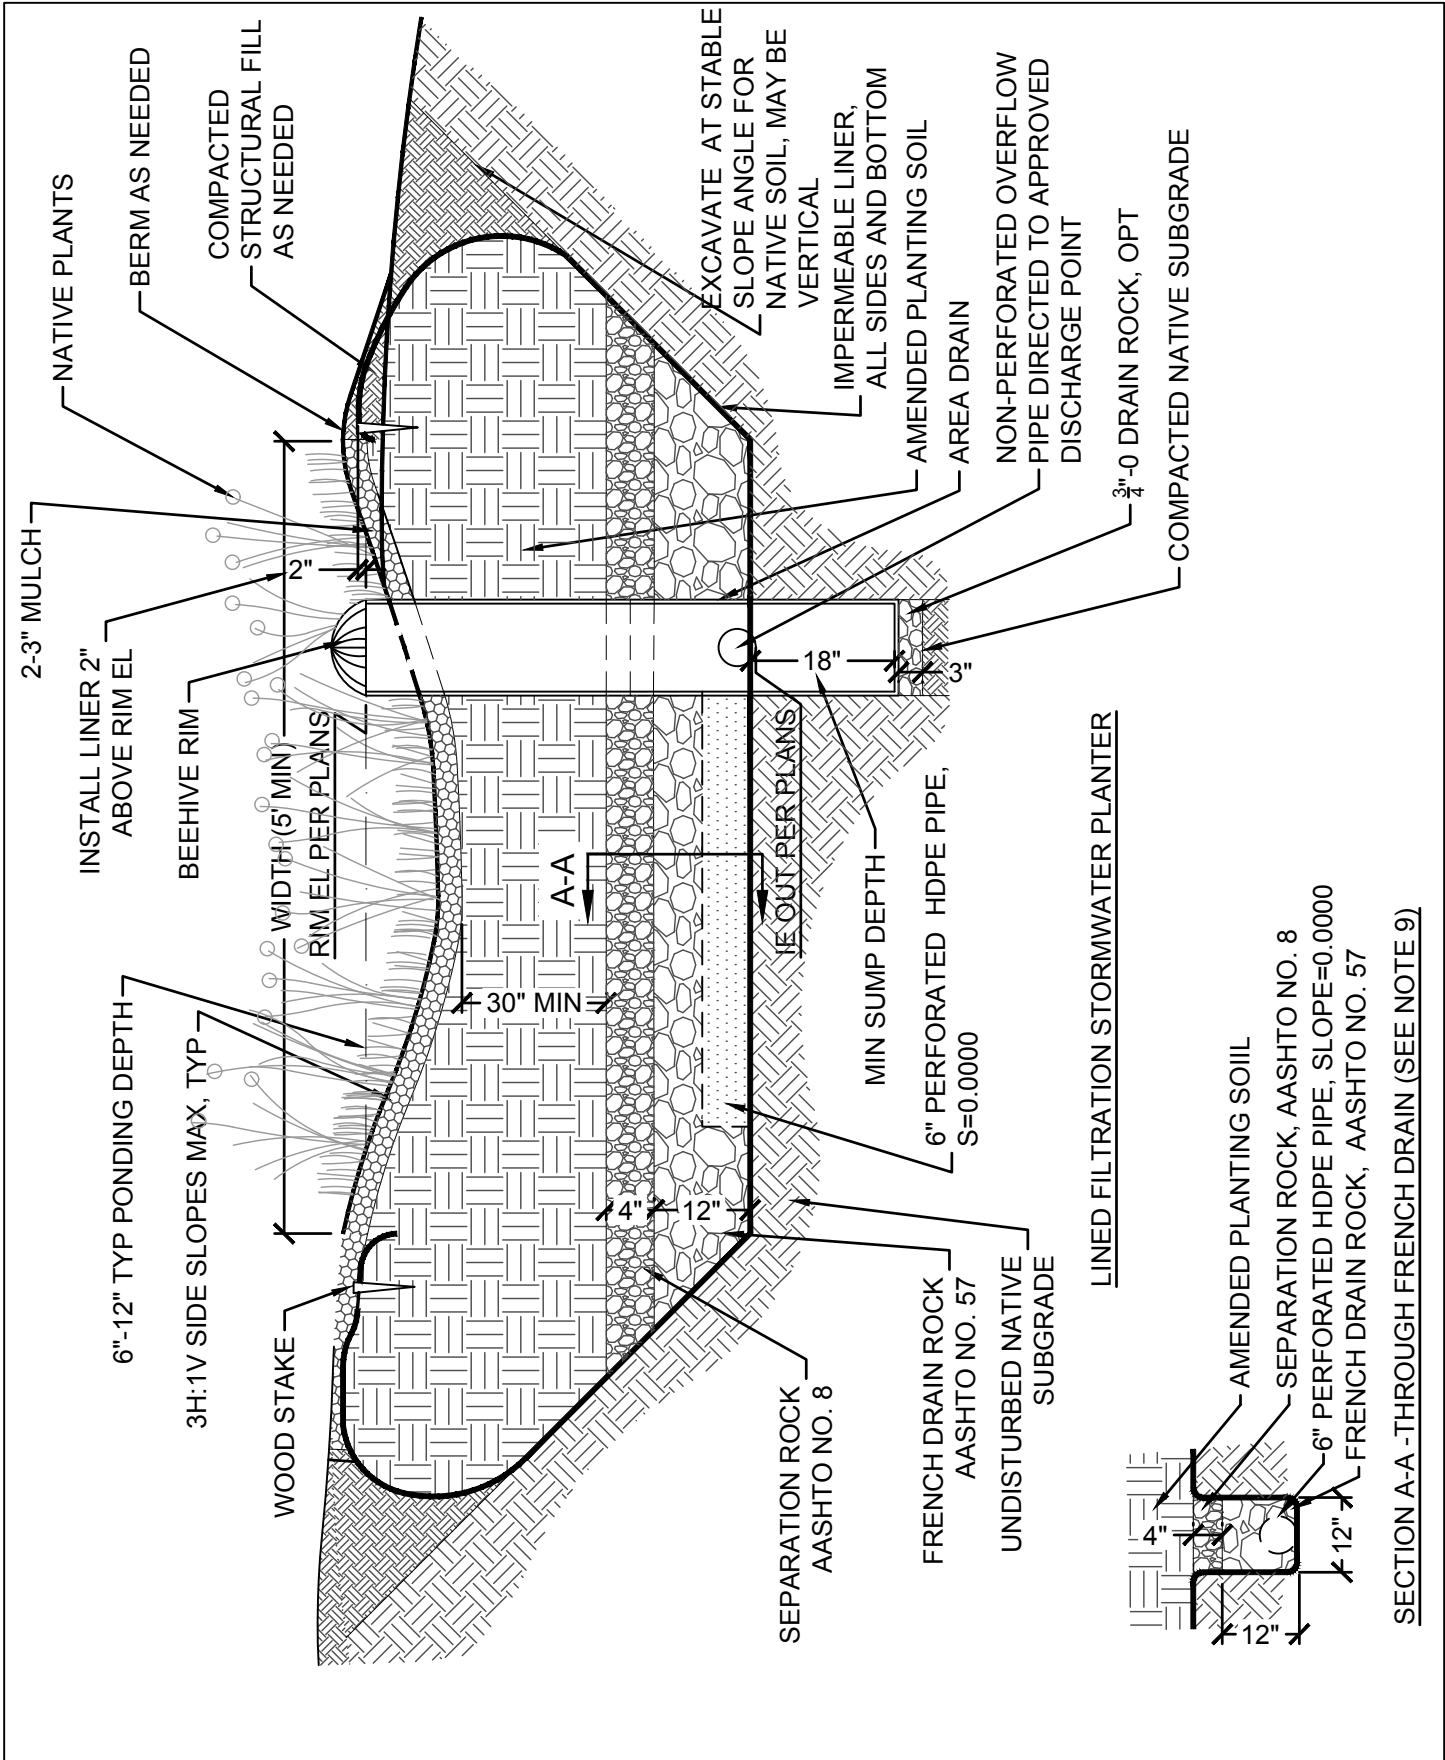 2-3" MULCH
INSTALL LINER 2"
ABOVE RIM EL
BEEHIVE RIM
WIDTH (5' MIN)
RIM EL PER PLANS
6"-12" TYP PONDING DEPTH
3H:1V SIDE SLOPES MAX, TYP
WOOD STAKE
NATIVE PLANTS
BERM AS NEEDED
COMPACTED
STRUCTURAL FILL
AS NEEDED
2"
EXCAVATE AT STABLE
SLOPE ANGLE FOR
NATIVE SOIL, MAY BE
VERTICAL
IMPERMEABLE LINER,
ALL SIDES AND BOTTOM
AMENDED PLANTING SOIL
AREA DRAIN
NON-PERFORATED OVERFLOW
PIPE DIRECTED TO APPROVED
DISCHARGE POINT
3/4"-0 DRAIN ROCK, OPT
COMPACTED NATIVE SUBGRADE
A-A
30" MIN
IE OUT PER PLANS
18"
3"
4"
12"
MIN SUMP DEPTH
6" PERFORATED HDPE PIPE,
S=0.0000
SEPARATION ROCK
AASHTO NO. 8
FRENCH DRAIN ROCK
AASHTO NO. 57
UNDISTURBED NATIVE
SUBGRADE
LINED FILTRATION STORMWATER PLANTER
AMENDED PLANTING SOIIL
SEPARATION ROCK, AASHTO NO. 8
6" PERFORATED HDPE PIPE, SLOPE=0.0000
FRENCH DRAIN ROCK, AASHTO NO. 57
4"
12"
12"
SECTION A-A -THROUGH FRENCH DRAIN (SEE NOTE 9)